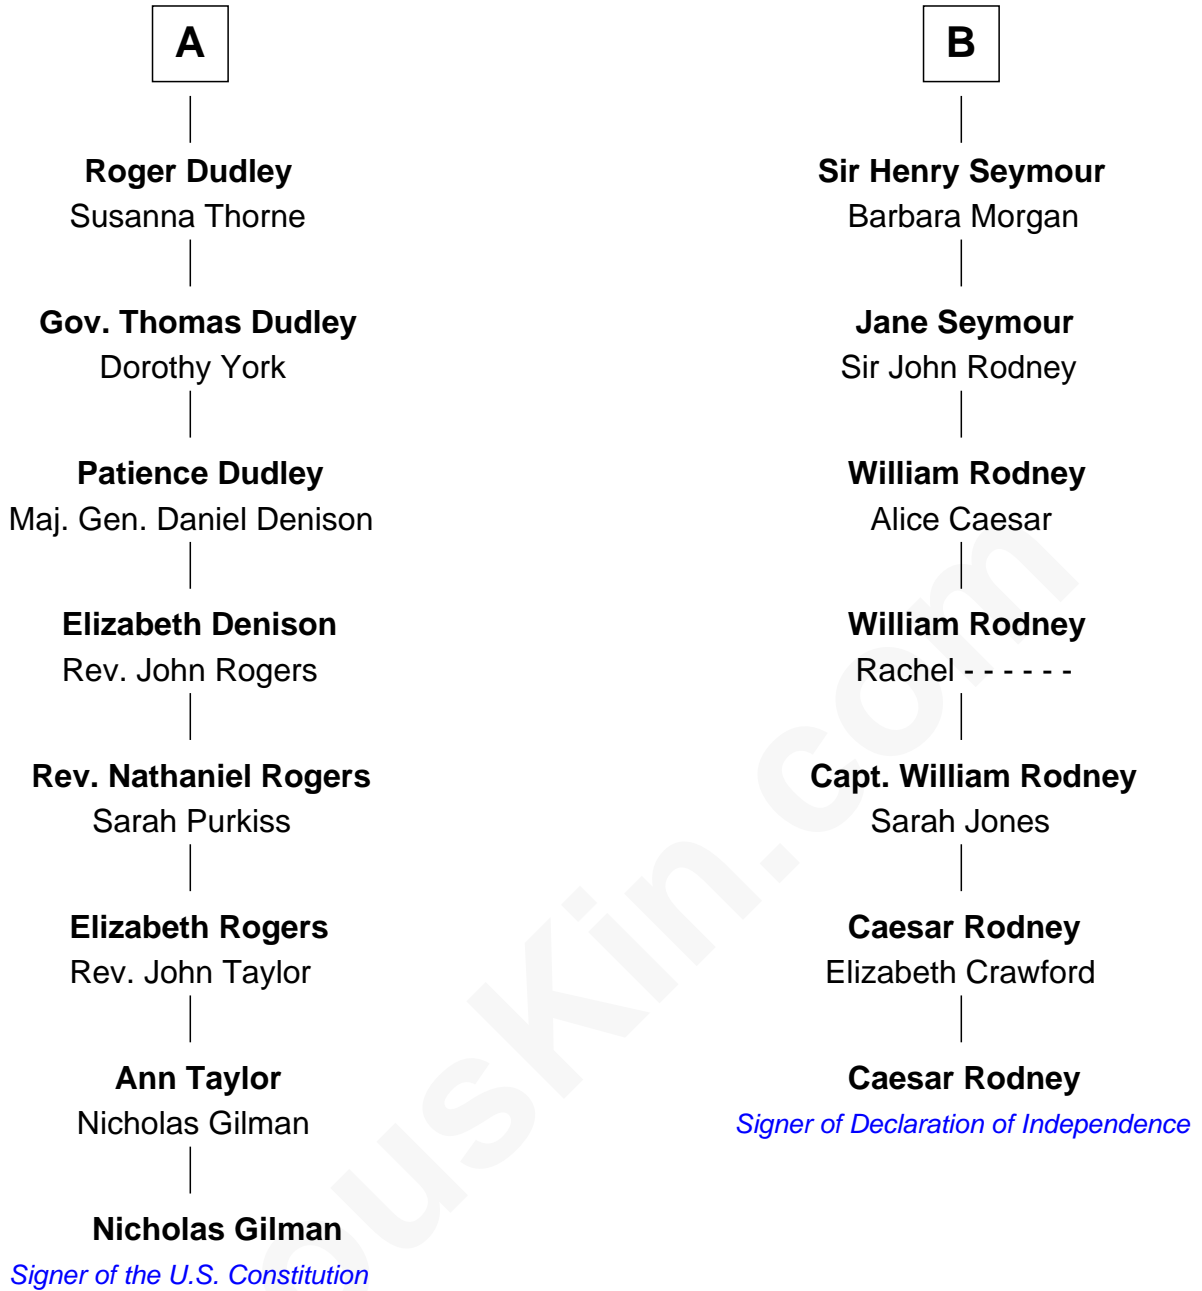 A
Roger Dudley
Susanna Thorne
Gov. Thomas Dudley
Dorothy York
Patience Dudley
Maj. Gen. Daniel Denison
Elizabeth Denison
Rev. John Rogers
Rev. Nathaniel Rogers
Sarah Purkiss
Elizabeth Rogers
Rev. John Taylor
Ann Taylor
Nicholas Gilman
Nicholas Gilman
Signer of the U.S. Constitution
B
Sir Henry Seymour
Barbara Morgan
Jane Seymour
Sir John Rodney
William Rodney
Alice Caesar
William Rodney
Rachel - - - - - -
Capt. William Rodney
Sarah Jones
Caesar Rodney
Elizabeth Crawford
Caesar Rodney
Signer of Declaration of Independence
pusKin.com